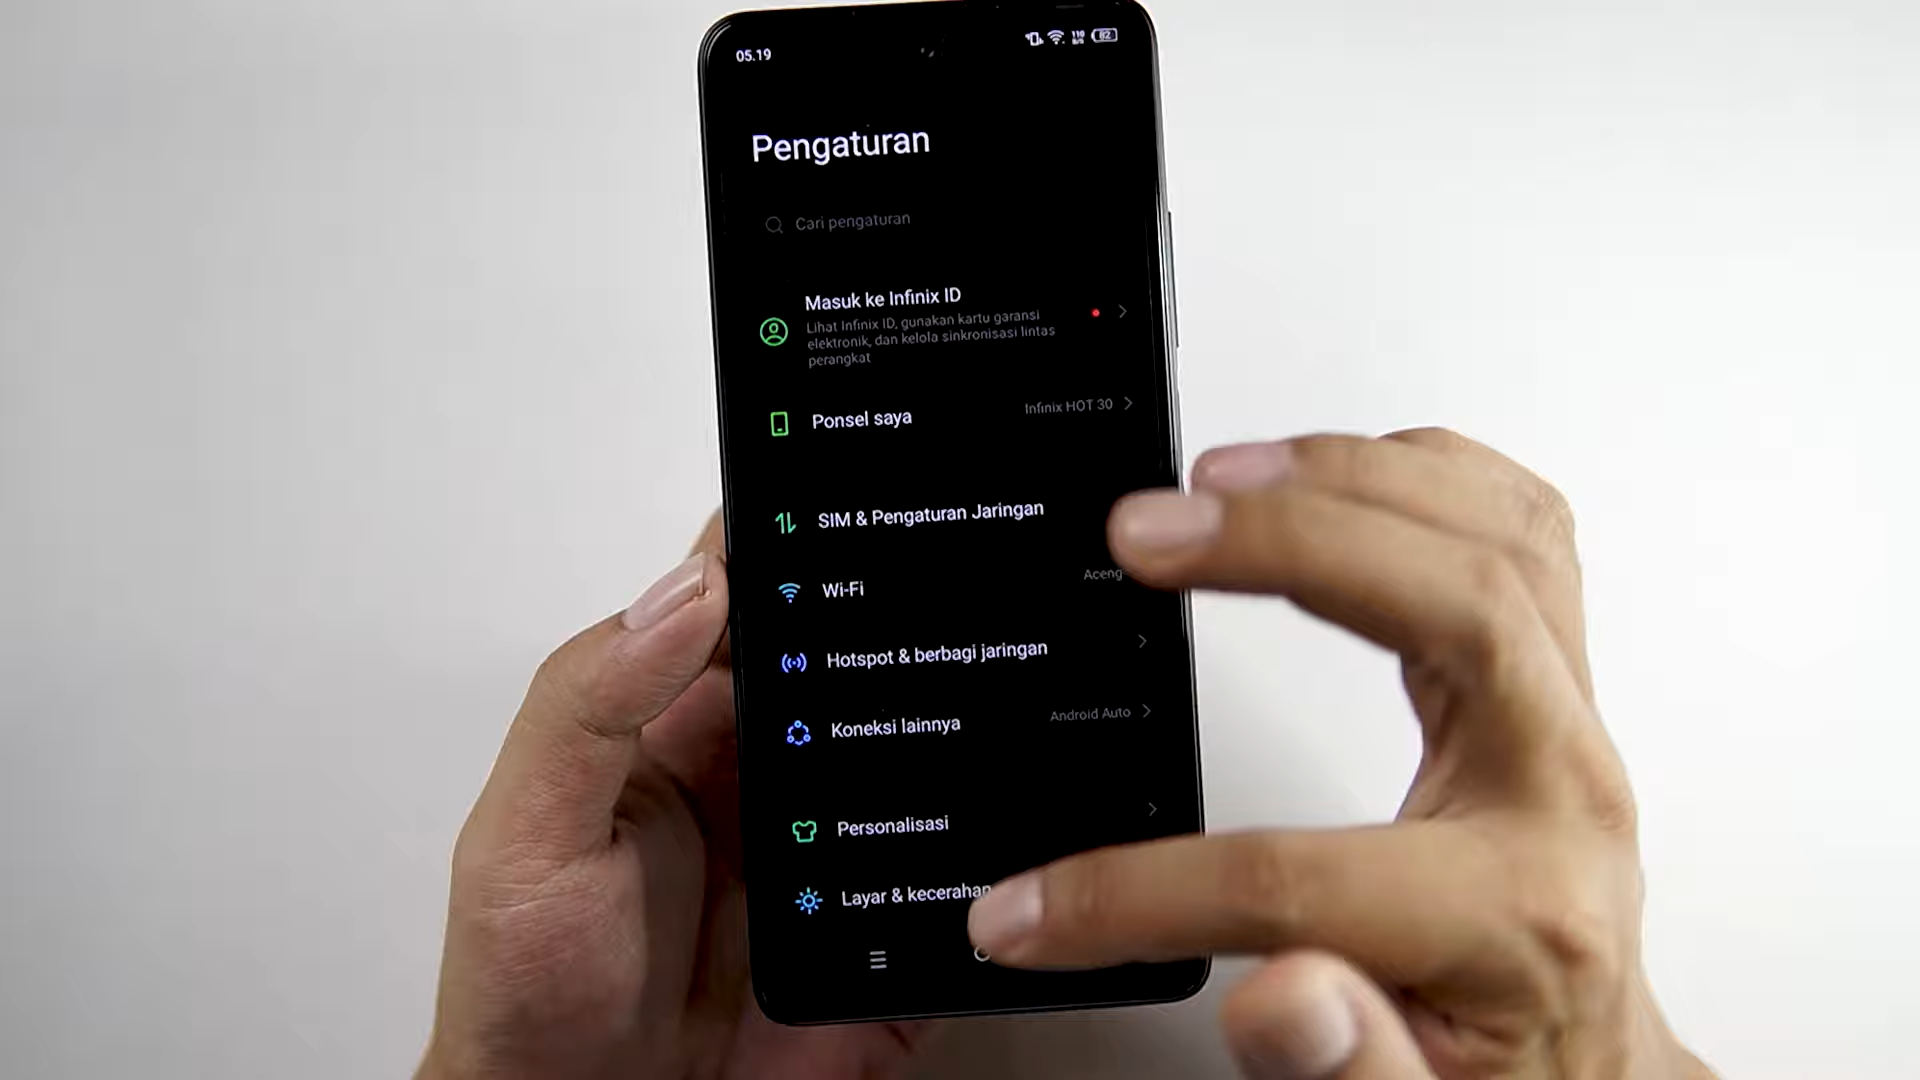 05.19
82
Pengaturan
Cari pengaturan
Masuk ke Infinix ID
Lihat Infinix ID, gunakan kartu garansi
elektronik, dan kelola sinkronisasi lintas
perangkat
Ponsel saya
Infinix HOT 30
SIM & Pengaturan Jaringan
Wi-Fi
Aceng
Hotspot & berbagi jaringan
Koneksi lainnya
Android Auto
Personalisasi
Layar & kecerahan